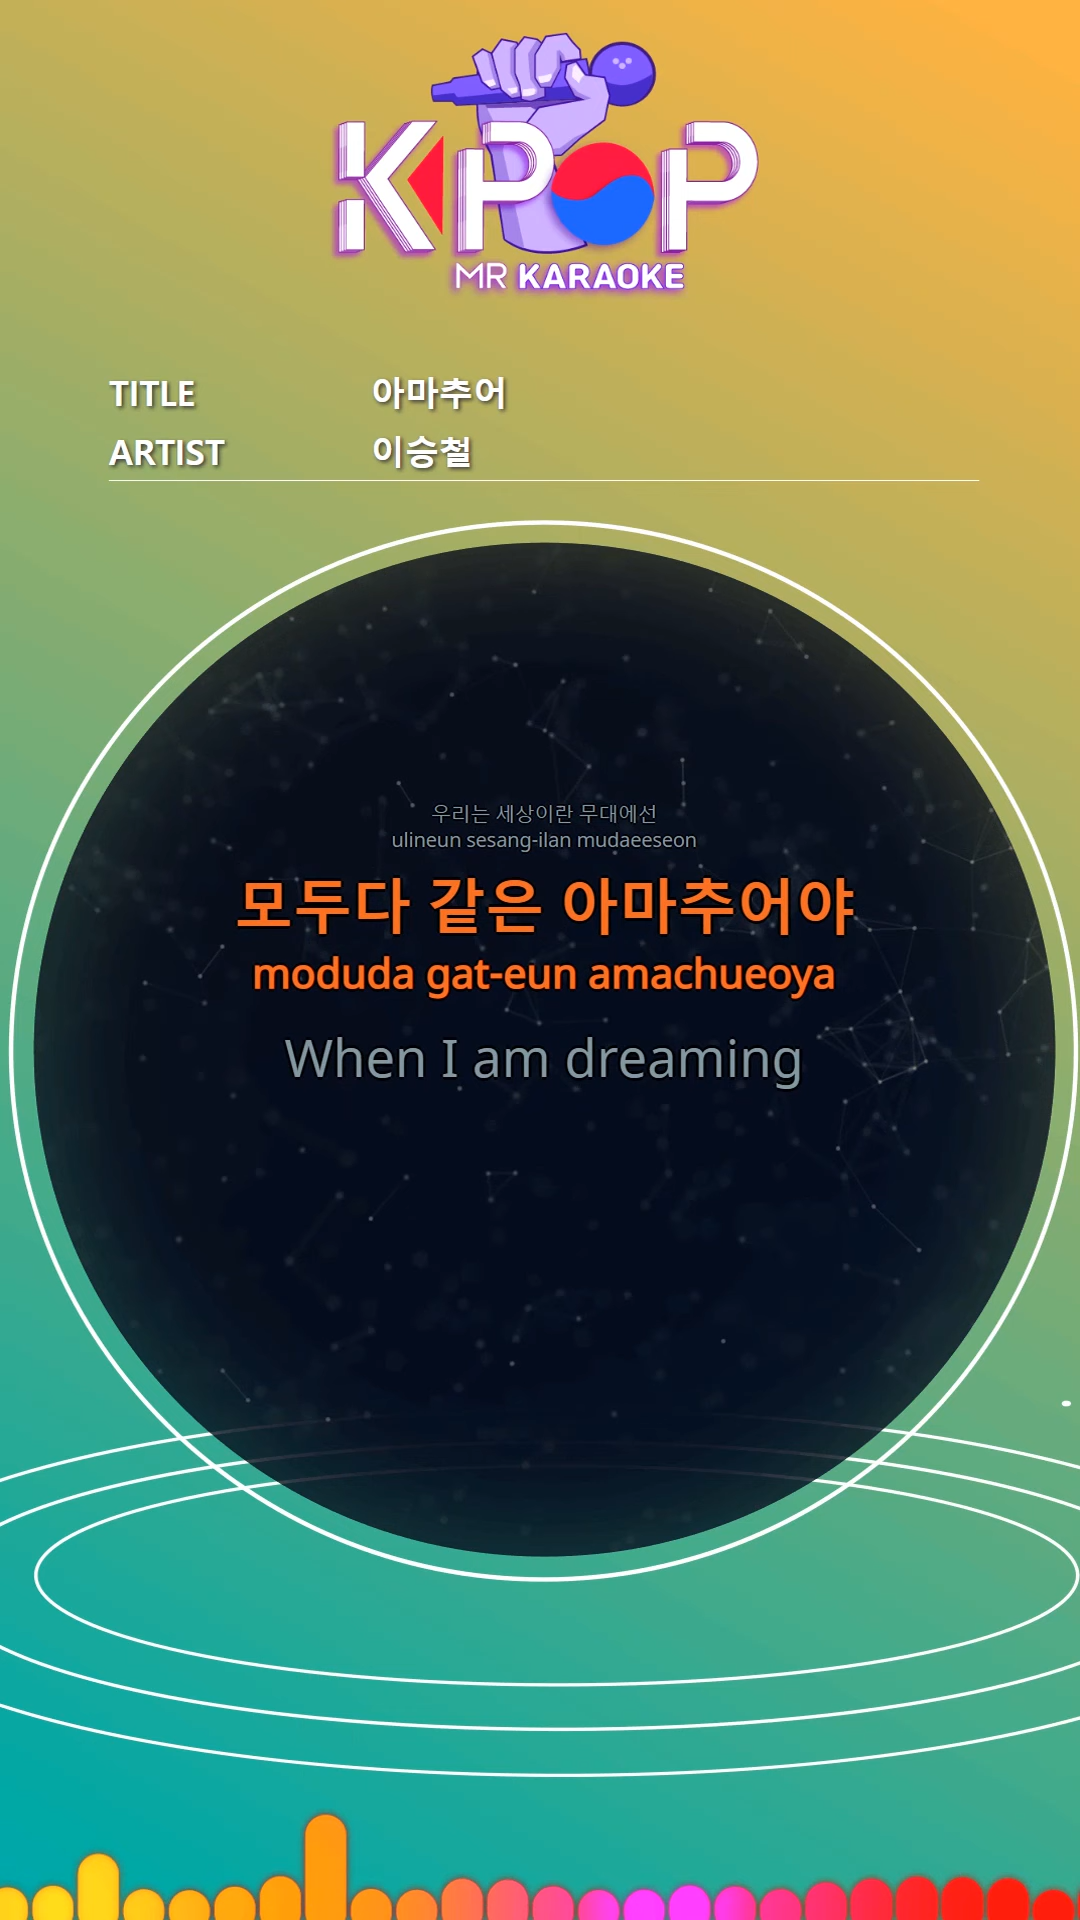 KPOP
MR KARAOKE
TITLE 아마추어
ARTIST 이승철
우리는 세상이란 무대에선
ulineun sesang-ilan mudaeeseon
모두다 같은 아마추어야
moduda gat-eun amachueoya
When I am dreaming